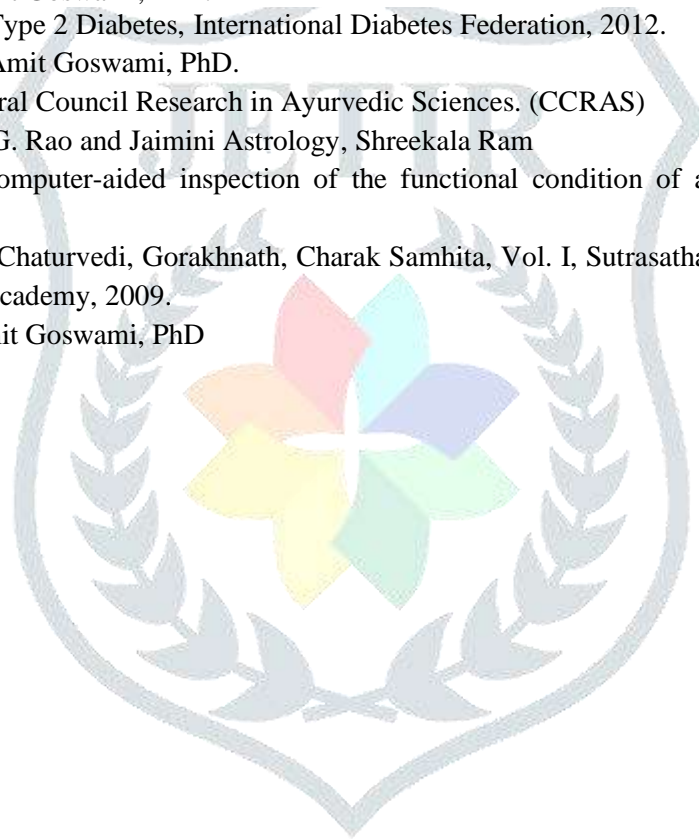 Type 2 Diabetes, International Diabetes Federation, 2012.
Amit Goswami, PhD.
ral Council Research in Ayurvedic Sciences. (CCRAS)
G. Rao and Jaimini Astrology, Shreekala Ram
omputer-aided inspection of the functional condition of a
Chaturvedi, Gorakhnath, Charak Samhita, Vol. I, Sutrasatha
cademy, 2009.
it Goswami, PhD
JETIR